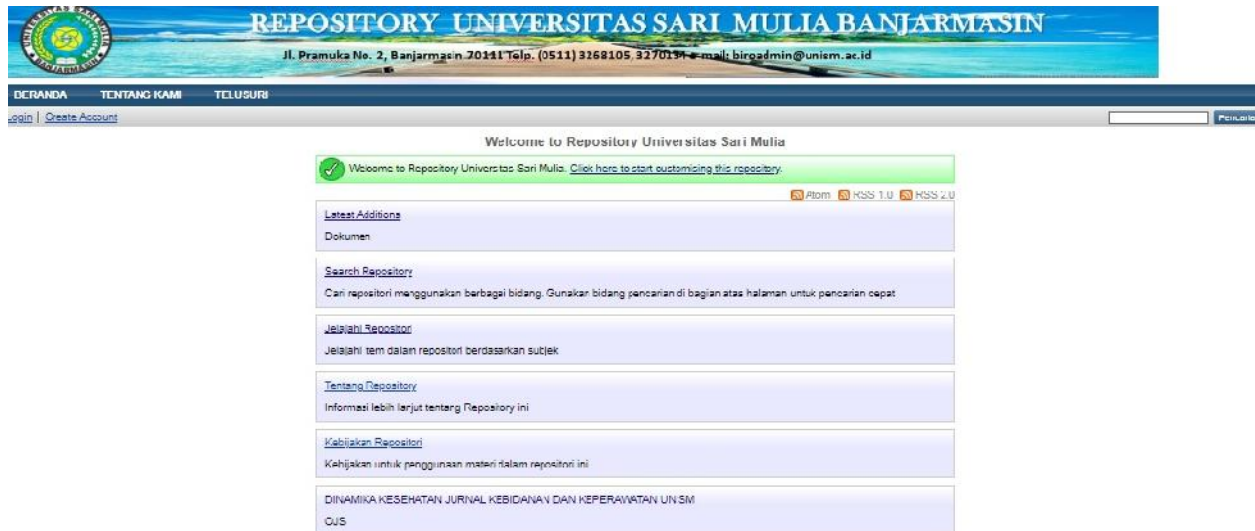 REPOSITORY UNIVERSITAS SARI MULIA BANJARMASIN
Jl. Pramuka No. 2, Banjarmasin 70111 Telp. (0511) 3268105, 3270134 e-mail: biroadmin@unism.ac.id
BERANDA TENTANG KAMI TELUSURI
Login | Create Account
Welcome to Repository Universitas Sari Mulia
Welcome to Repository Universitas Sari Mulia. Click here to start customising this repository.
Atom RSS 1.0 RSS 2.0
Latest Additions
Dokumen
Search Repository
Cari repositori menggunakan berbagai bidang. Gunakan bidang pencarian di bagian atas halaman untuk pencarian cepat
Jelajahi Repositori
Jelajahi item dalam repositori berdasarkan subjek
Tentang Repository
Informasi lebih lanjut tentang Repository ini
Kebijakan Repositori
Kebijakan untuk penggunaan materi dalam repositori ini
DINAMIKA KESEHATAN JURNAL KEBIDANAN DAN KEPERAWATAN UNISM
OJS